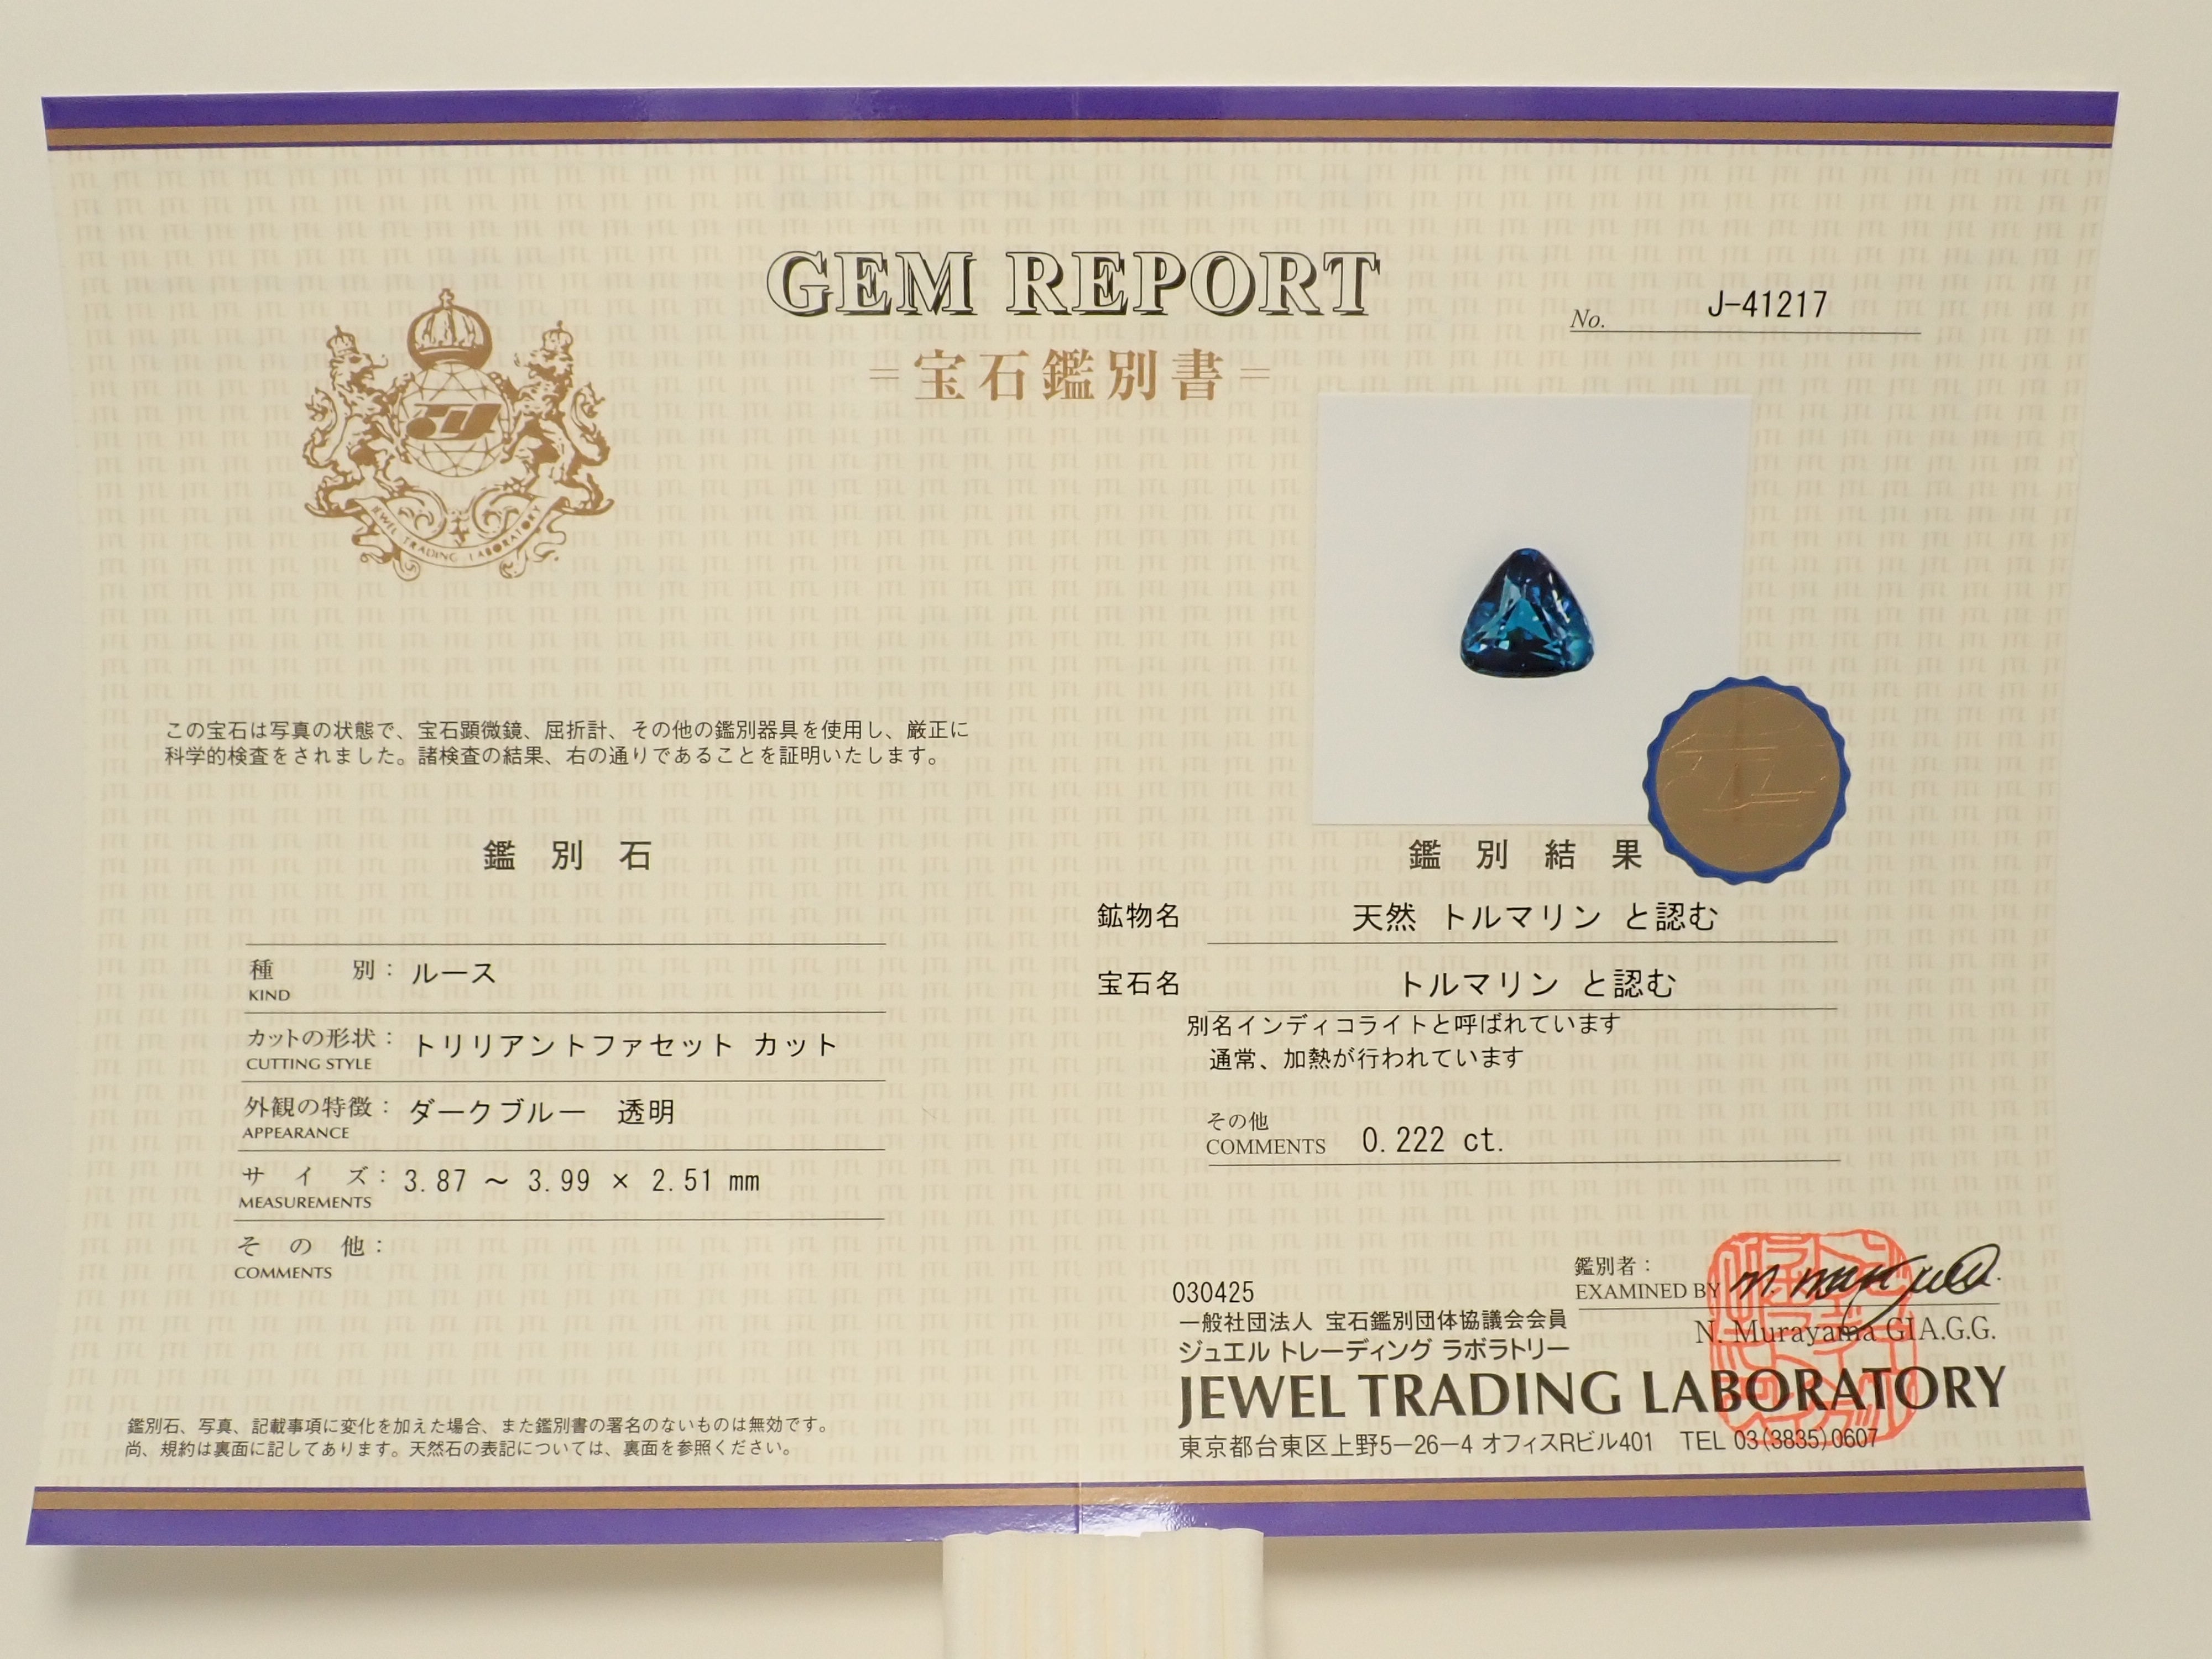 GEM REPORT
=宝石鑑別書=
No. J-41217
JEWEL TRADING LABORATORY
この宝石は写真の状態で、宝石顕微鏡、屈折計、その他の鑑別器具を使用し、厳正に
科学的検査をされました。諸検査の結果、右の通りであることを証明いたします。
鑑別石
種別: ルース
KIND
カットの形状: トリリアントファセット カット
CUTTING STYLE
外観の特徴: ダークブルー 透明
APPEARANCE
サイズ: 3.87 ～ 3.99 × 2.51 mm
MEASUREMENTS
その他:
COMMENTS
鑑別石、写真、記載事項に変化を加えた場合、また鑑別書の署名のないものは無効です。
尚、規約は裏面に記してあります。天然石の表記については、裏面を参照ください。
鑑別結果
鉱物名 天然 トルマリン と認む
宝石名 トルマリン と認む
別名インディコライトと呼ばれています
通常、加熱が行われています
その他
COMMENTS 0.222 ct.
鑑別者:
EXAMINED BY
N. Murayama GIA.G.G.
030425
一般社団法人 宝石鑑別団体協議会会員
ジュエル トレーディング ラボラトリー
JEWEL TRADING LABORATORY
東京都台東区上野5-26-4 オフィスRビル401 TEL 03(3835)0607